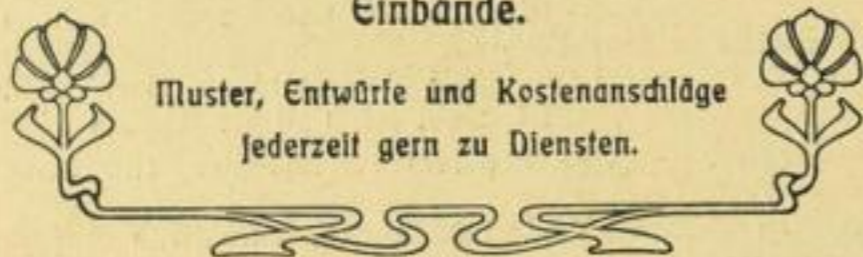 Einbände.
Muster, Entwürfe und Kostenanschläge
jederzeit gern zu Diensten.